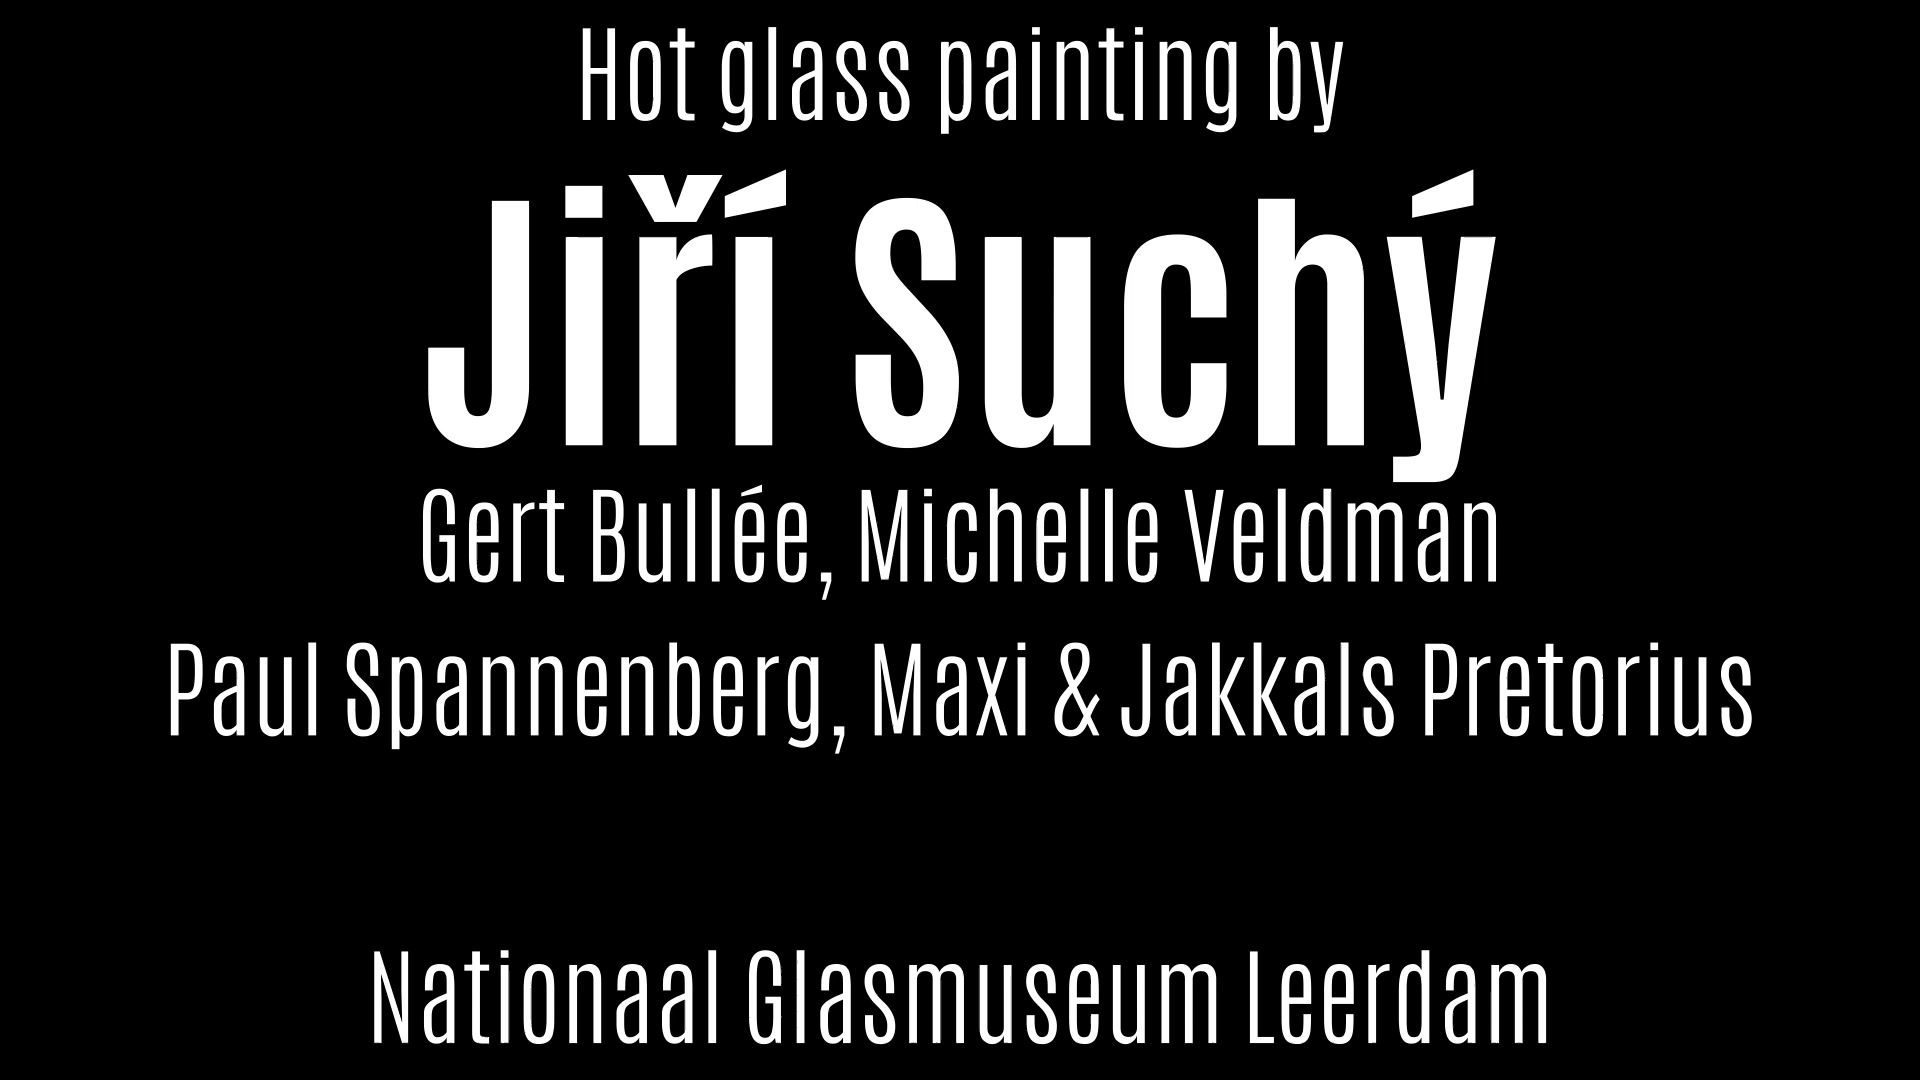 Hot glass painting by
Jiří Suchý
Gert Bullée, Michelle Veldman
Paul Spannenberg, Maxi & Jakkals Pretorius
Nationaal Glasmuseum Leerdam